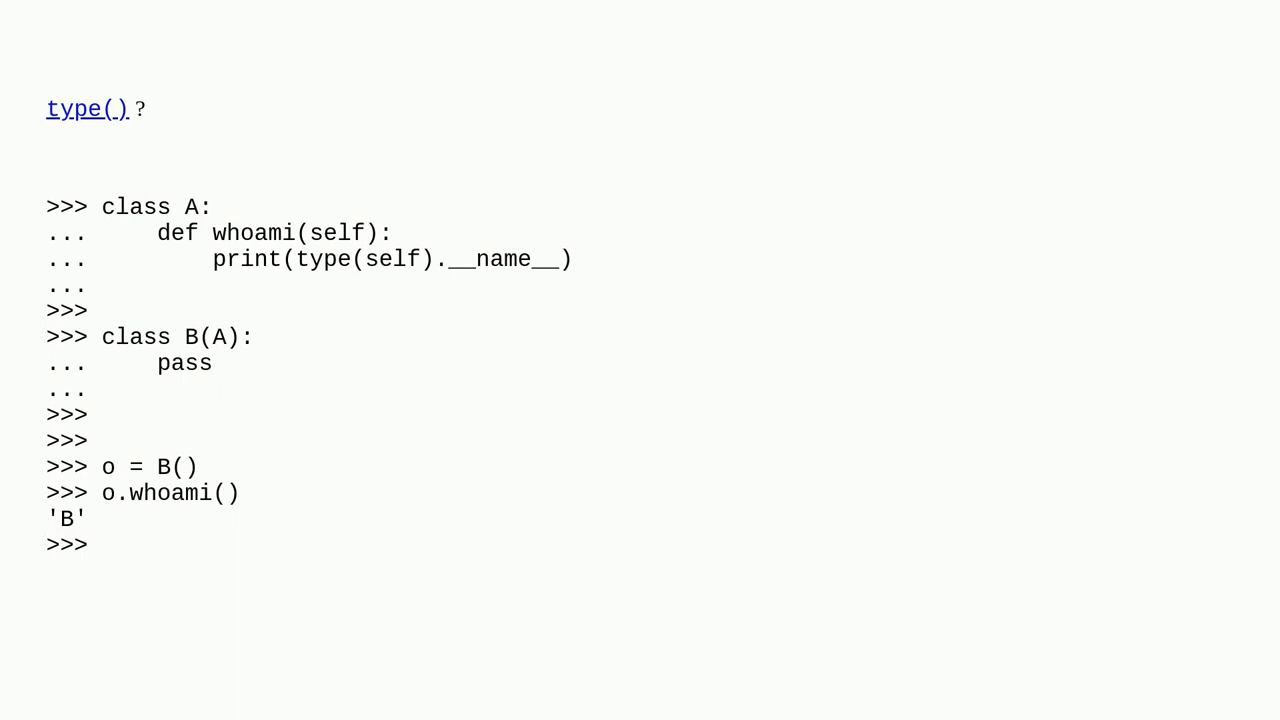 type() ?
>>> class A:
...     def whoami(self):
...         print(type(self).__name__)
...
>>>
>>> class B(A):
...     pass
...
>>>
>>>
>>> o = B()
>>> o.whoami()
'B'
>>>